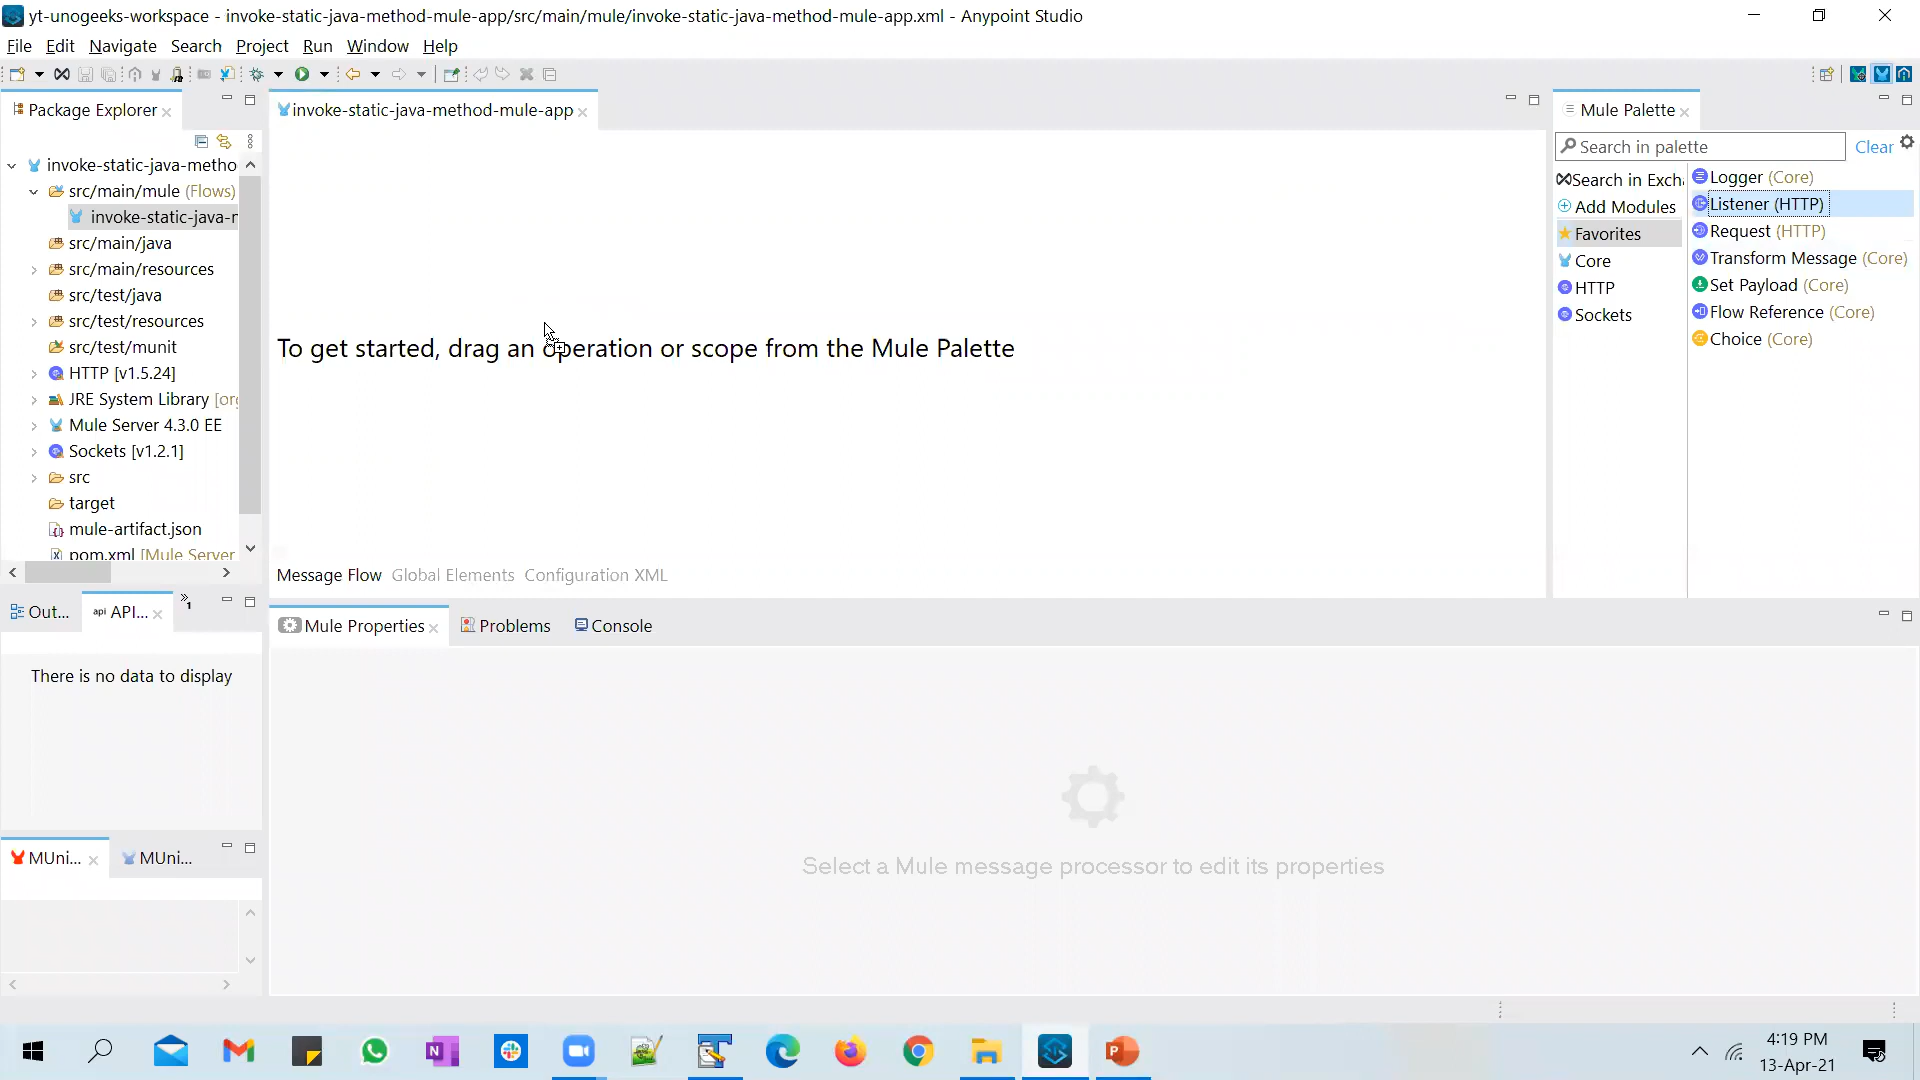 yt-unogeeks-workspace - invoke-static-java-method-mule-app/src/main/mule/invoke-static-java-method-mule-app.xml - Anypoint Studio
File Edit Navigate Search Project Run Window Help
Package Explorer
invoke-static-java-metho
src/main/mule (Flows)
invoke-static-java-r
src/main/java
src/main/resources
src/test/java
src/test/resources
src/test/munit
HTTP [v1.5.24]
JRE System Library [org
Mule Server 4.3.0 EE
Sockets [v1.2.1]
src
target
mule-artifact.json
pom.xml [Mule Server
Out...
api API...
1
There is no data to display
MUni...
MUni...
invoke-static-java-method-mule-app
To get started, drag an operation or scope from the Mule Palette
Message Flow Global Elements Configuration XML
Mule Properties
Problems
Console
Select a Mule message processor to edit its properties
Mule Palette
Search in palette
Clear
Search in Exch
Add Modules
Favorites
Core
HTTP
Sockets
Logger (Core)
Listener (HTTP)
Request (HTTP)
Transform Message (Core)
Set Payload (Core)
Flow Reference (Core)
Choice (Core)
4:19 PM
13-Apr-21